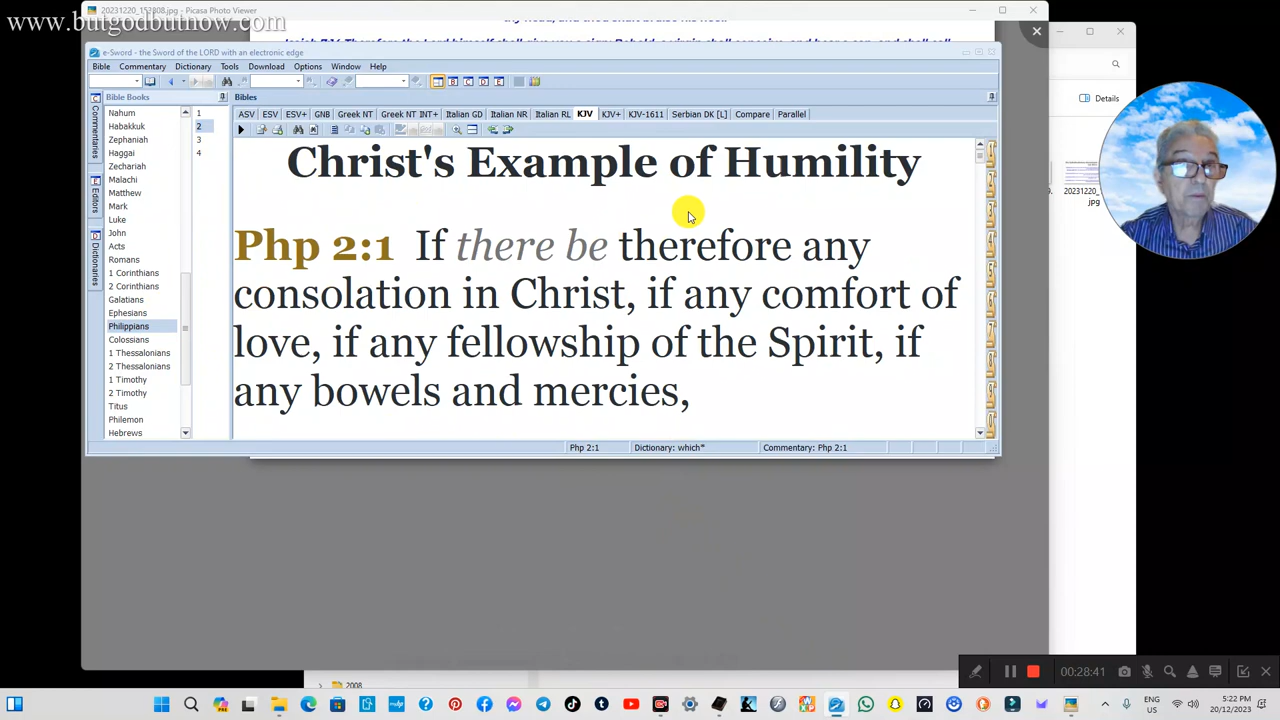 www.butgodbutnow.com
20231220_152808.jpg - Picasa Photo Viewer
e-Sword - the Sword of the LORD with an electronic edge
Bible Commentary Dictionary Tools Download Options Window Help
Bible Books
Bibles
ASV ESV ESV+ GNB Greek NT Greek NT INT+ Italian GD Italian NR Italian RL KJV KJV+ KJV-1611 Serbian DK [L] Compare Parallel
Commentaries
Editors
Dictionaries
Nahum
Habakkuk
Zephaniah
Haggai
Zechariah
Malachi
Matthew
Mark
Luke
John
Acts
Romans
1 Corinthians
2 Corinthians
Galatians
Ephesians
Philippians
Colossians
1 Thessalonians
2 Thessalonians
1 Timothy
2 Timothy
Titus
Philemon
Hebrews
1
2
3
4
Christ's Example of Humility
Php 2:1 If there be therefore any
consolation in Christ, if any comfort of
love, if any fellowship of the Spirit, if
any bowels and mercies,
Php 2:1 Dictionary: which* Commentary: Php 2:1
Details
20231220_
.jpg
2008
00:28:41
ENG
US
5:22 PM
20/12/2023